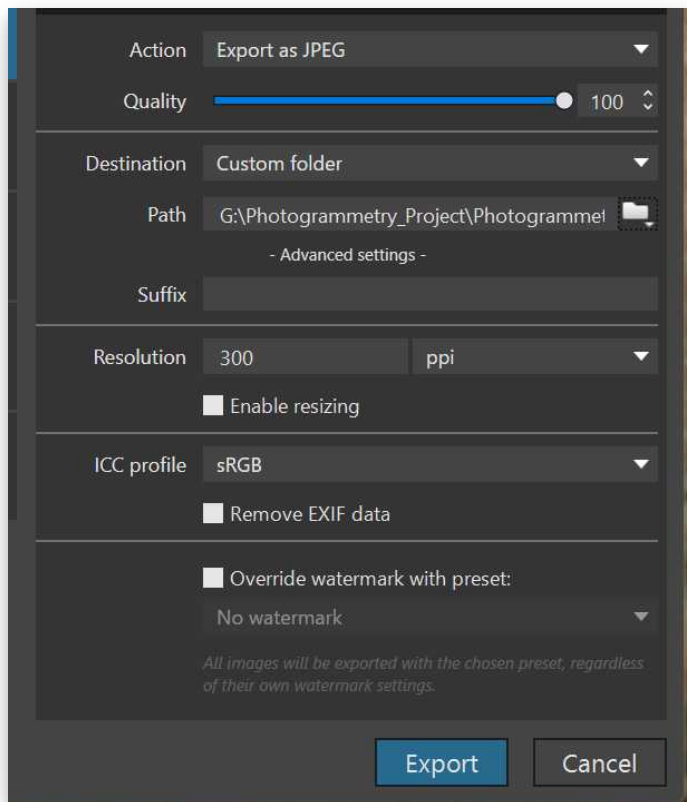 Action Export as JPEG
Quality 100
Destination Custom folder
Path G:\Photogrammetry_Project\Photogrammet
- Advanced settings -
Suffix
Resolution 300 ppi
Enable resizing
ICC profile sRGB
Remove EXIF data
Override watermark with preset:
No watermark
All images will be exported with the chosen preset, regardless
of their own watermark settings.
Export Cancel